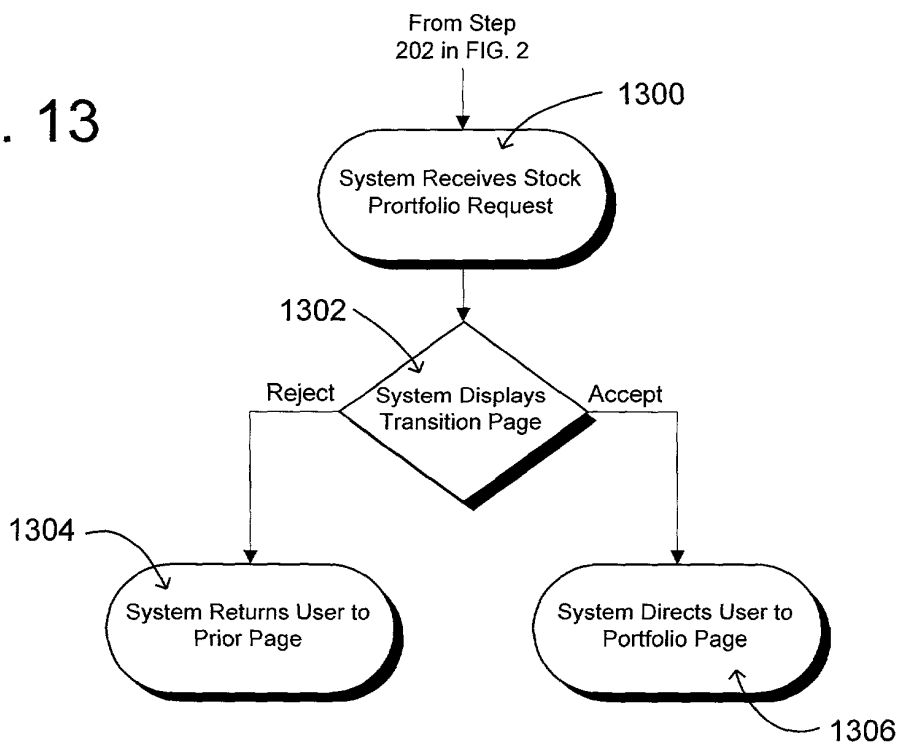 From Step
202 in FIG. 2
. 13
1300
System Receives Stock
Prortfolio Request
1302
Reject
System Displays
Transition Page
Accept
1304
System Returns User to
Prior Page
System Directs User to
Portfolio Page
1306